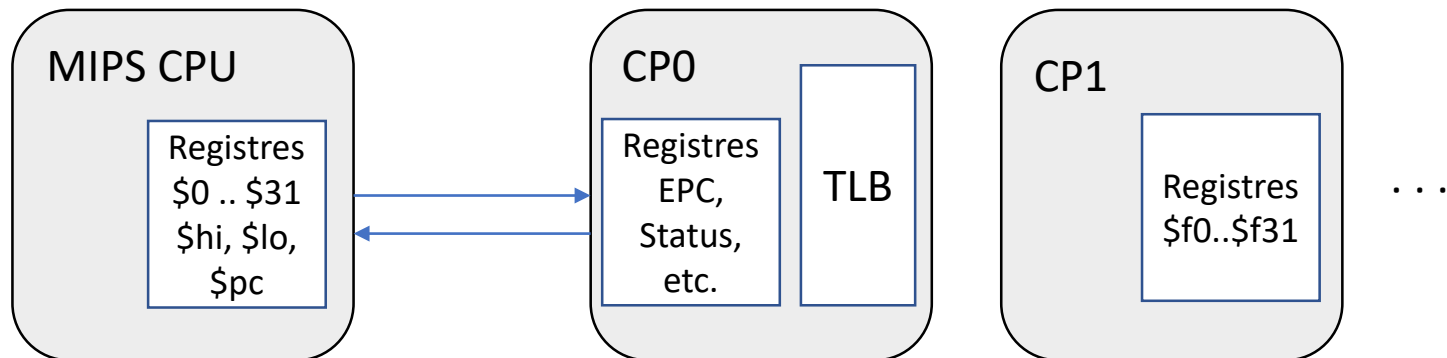 MIPS CPU
Registres
$0 .. $31
$hi, $lo,
$pc
CP0
Registres
EPC,
Status,
etc.
TLB
CP1
Registres
$f0..$f31
. . .